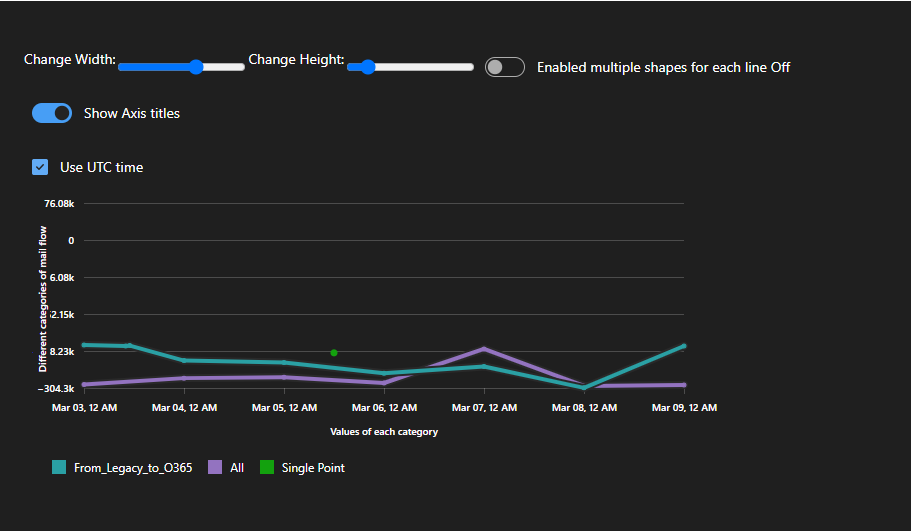 Change Width:
Change Height:
Enabled multiple shapes for each line Off
Show Axis titles
Use UTC time
Different categories of mail flow
76.08k
0
6.08k
2.15k
8.23k
−304.3k
Mar 03, 12 AM
Mar 04, 12 AM
Mar 05, 12 AM
Mar 06, 12 AM
Mar 07, 12 AM
Mar 08, 12 AM
Mar 09, 12 AM
Values of each category
From_Legacy_to_O365
All
Single Point